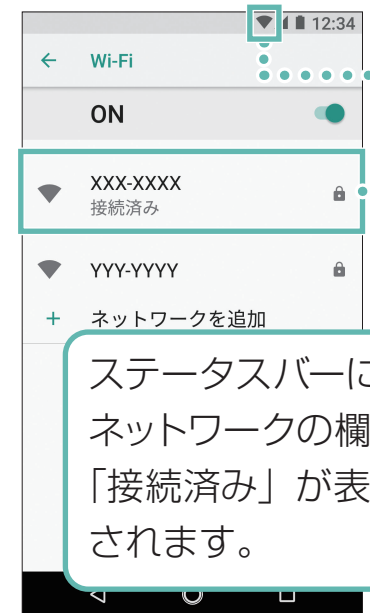 12:34
Wi-Fi
ON
XXX-XXXX
接続済み
YYY-YYYY
+ ネットワークを追加
ステータスバーに
ネットワークの欄
「接続済み」が表
されます。